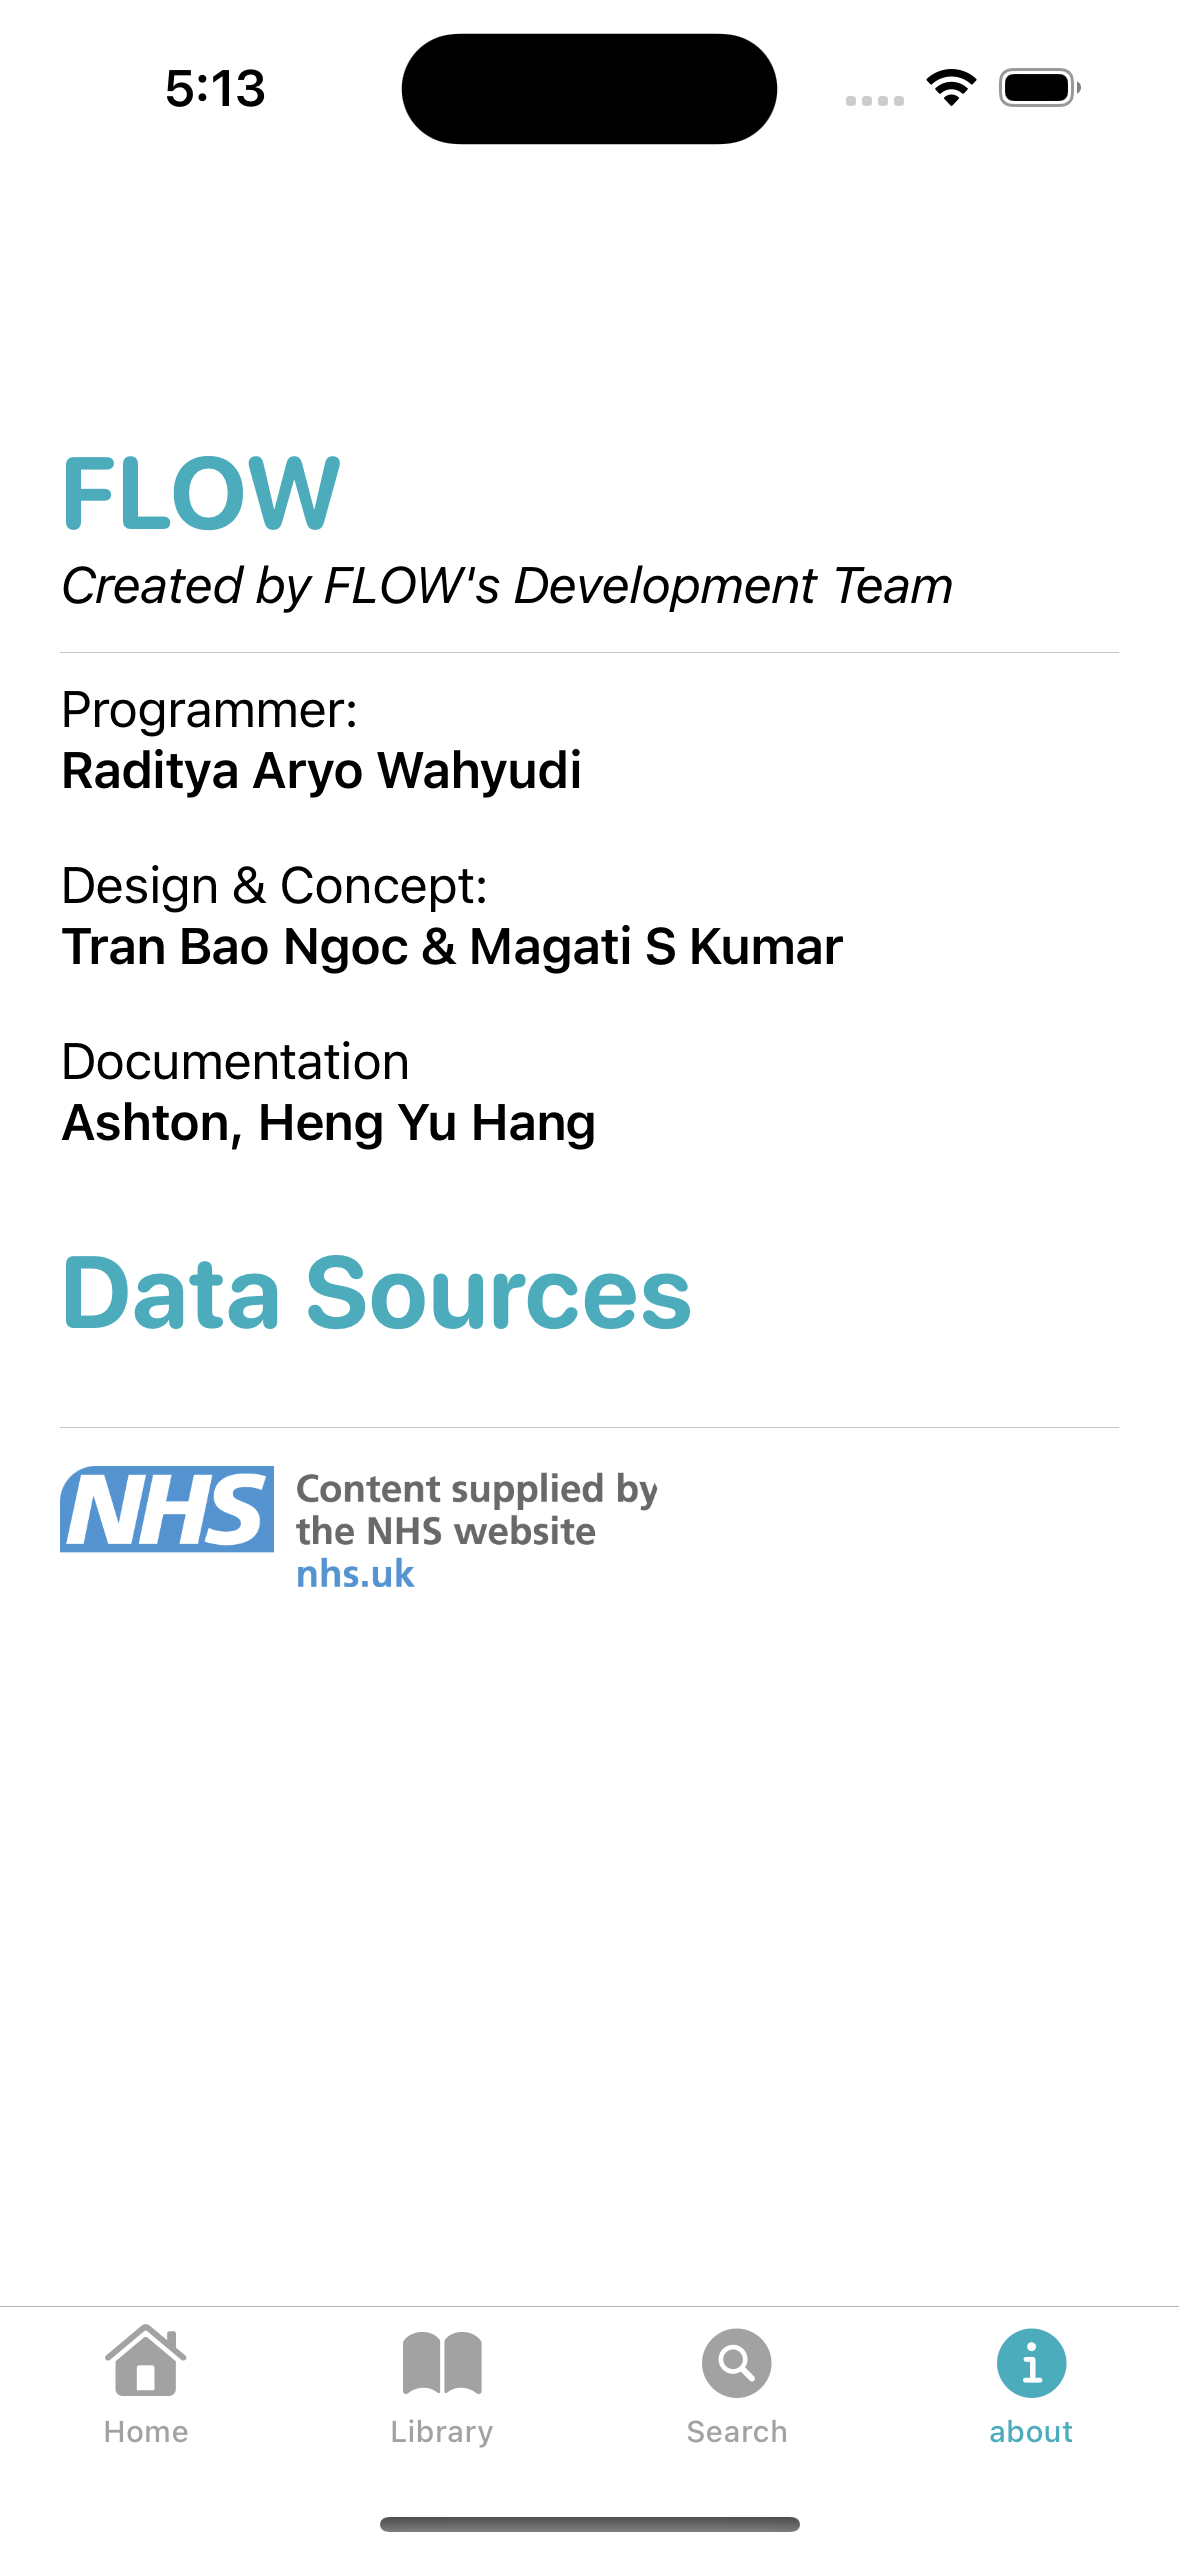 5:13
FLOW
Created by FLOW's Development Team
Programmer:
Raditya Aryo Wahyudi
Design & Concept:
Tran Bao Ngoc & Magati S Kumar
Documentation
Ashton, Heng Yu Hang
Data Sources
NHS
Content supplied by
the NHS website
nhs.uk
Home
Library
Search
about